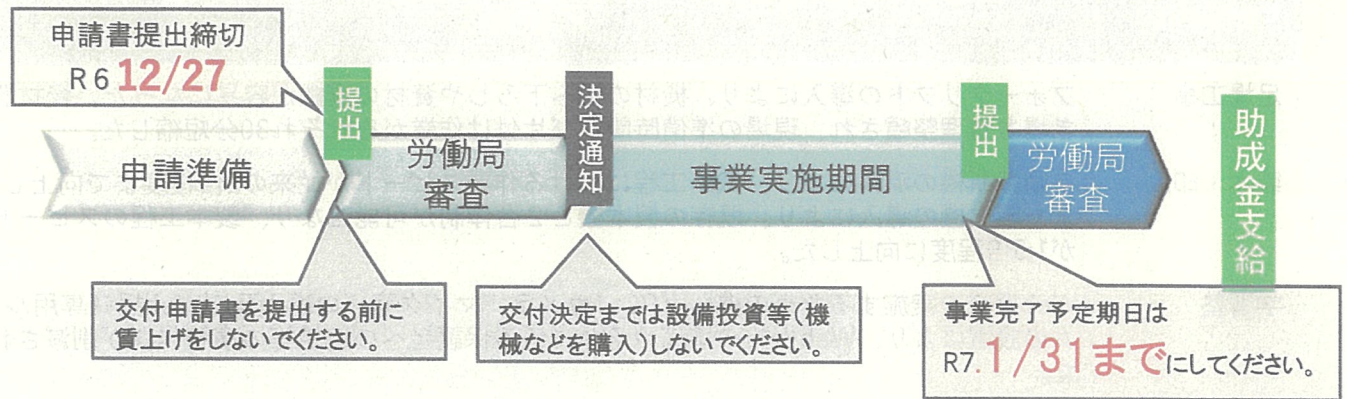 申請書提出締切
R6 12/27
提出
決定通知
提出
助成金支給
申請準備
労働局
審査
事業実施期間
労働局
審査
交付申請書を提出する前に
賃上げをしないでください。
交付決定までは設備投資等(機
械などを購入)しないでください。
事業完了予定期日は
R7.1/31までにしてください。